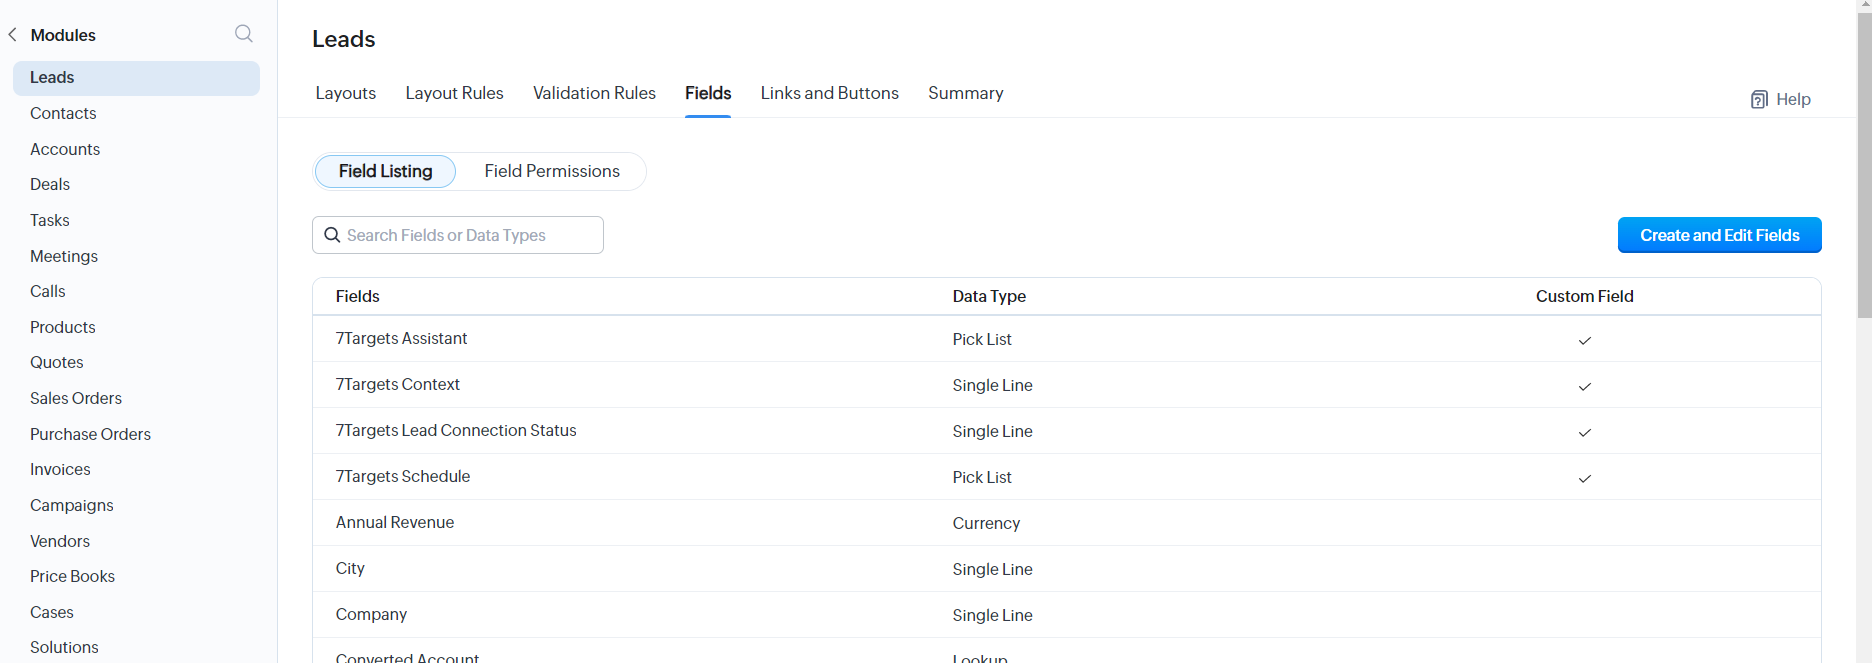 Modules
Leads
Contacts
Accounts
Deals
Tasks
Meetings
Calls
Products
Quotes
Sales Orders
Purchase Orders
Invoices
Campaigns
Vendors
Price Books
Cases
Solutions
Leads
Layouts Layout Rules Validation Rules Fields Links and Buttons Summary
Help
Field Listing Field Permissions
Search Fields or Data Types
Create and Edit Fields
Fields Data Type Custom Field
7Targets Assistant Pick List
7Targets Context Single Line
7Targets Lead Connection Status Single Line
7Targets Schedule Pick List
Annual Revenue Currency
City Single Line
Company Single Line
Converted Account Lookup